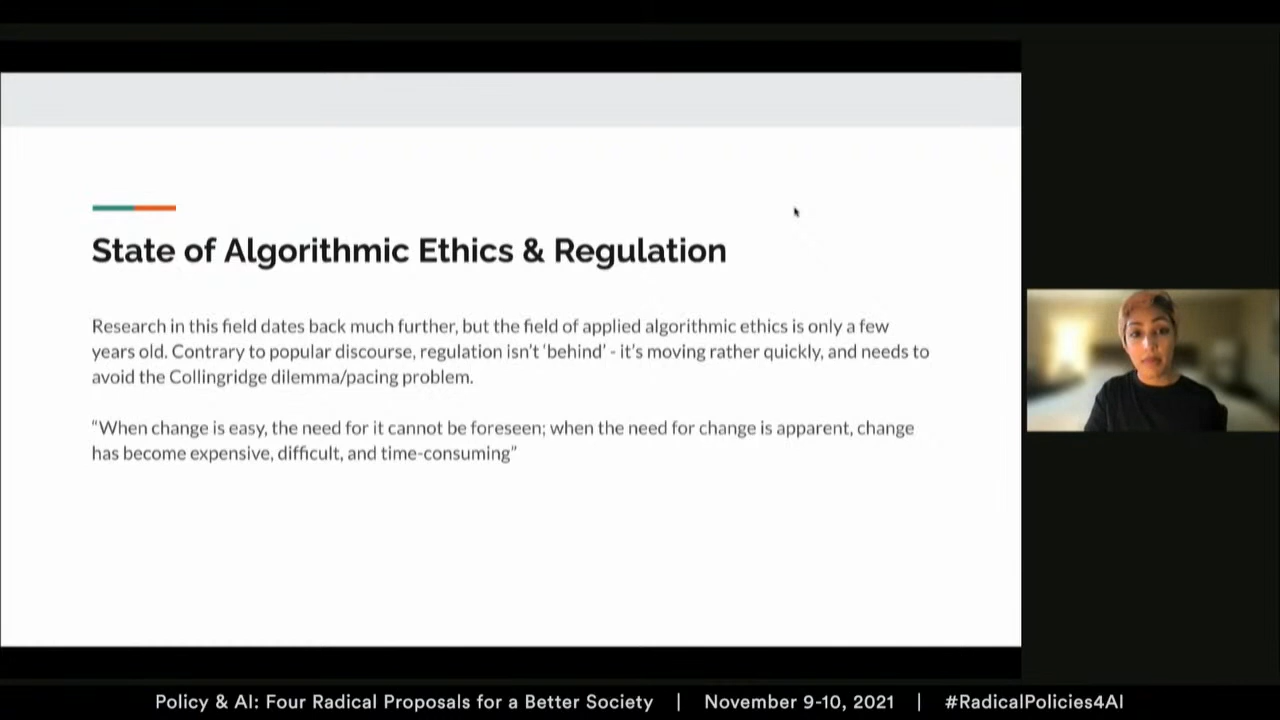 State of Algorithmic Ethics & Regulation
Research in this field dates back much further, but the field of applied algorithmic ethics is only a few
years old. Contrary to popular discourse, regulation isn't 'behind' - it's moving rather quickly, and needs to
avoid the Collingridge dilemma/pacing problem.
“When change is easy, the need for it cannot be foreseen; when the need for change is apparent, change
has become expensive, difficult, and time-consuming”
Policy & AI: Four Radical Proposals for a Better Society | November 9-10, 2021 | #RadicalPolicies4AI